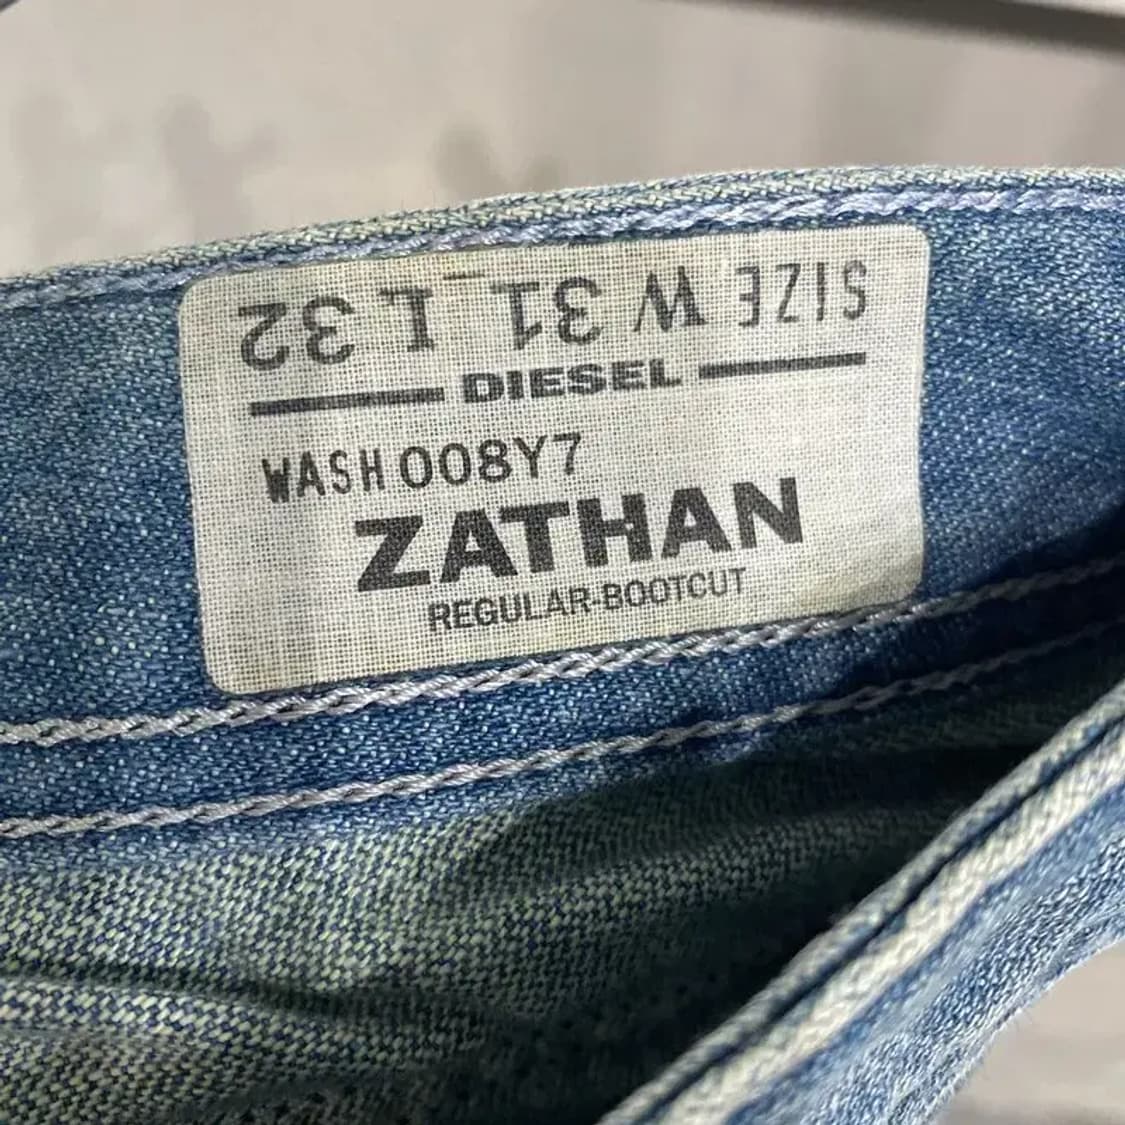 SIZE W 31 L 32
DIESEL
WASH 008Y7
ZATHAN
REGULAR-BOOTCUT